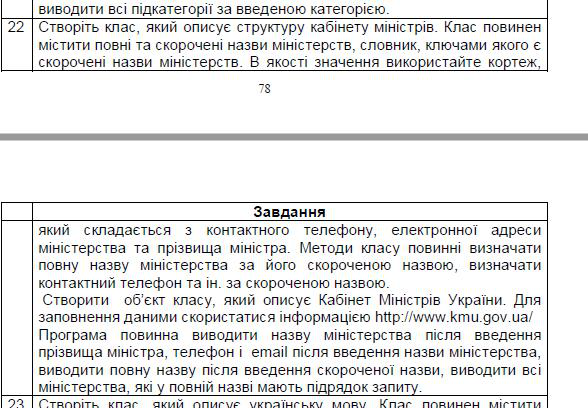 виводити всі підкатегорії за введеною категорією.
22 Створіть клас, який описує структуру кабінету міністрів. Клас повинен
містити повні та скорочені назви міністерств, словник, ключами якого є
скорочені назви міністерств. В якості значення використайте кортеж,
78
Завдання
який складається з контактного телефону, електронної адреси
міністерства та прізвища міністра. Методи класу повинні визначати
повну назву міністерства за його скороченою назвою, визначати
контактний телефон та ін. за скороченою назвою.
Створити об’єкт класу, який описує Кабінет Міністрів України. Для
заповнення даними скористатися інформацією http://www.kmu.gov.ua/
Програма повинна виводити назву міністерства після введення
прізвища міністра, телефон і email після введення назви міністерства,
виводити повну назву після введення скороченої назви, виводити всі
міністерства, які у повній назві мають підрядок запиту.
23 Створіть клас, який описує українську мову. Клас повинен містити